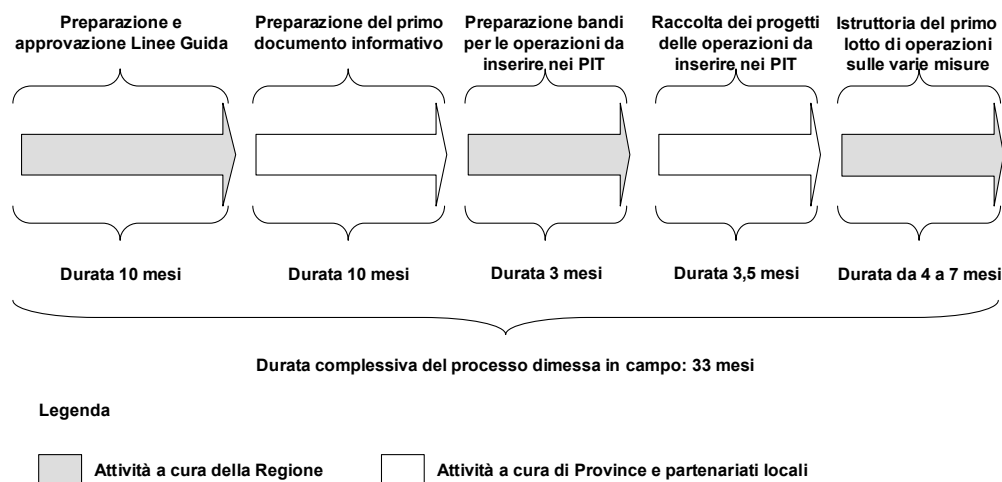 Preparazione e
approvazione Linee Guida
Preparazione del primo
documento informativo
Preparazione bandi
per le operazioni da
inserire nei PIT
Raccolta dei progetti
delle operazioni da
inserire nei PIT
Istruttoria del primo
lotto di operazioni
sulle varie misure
Durata 10 mesi
Durata 10 mesi
Durata 3 mesi
Durata 3,5 mesi
Durata da 4 a 7 mesi
Durata complessiva del processo dimessa in campo: 33 mesi
Legenda
Attività a cura della Regione
Attività a cura di Province e partenariati locali